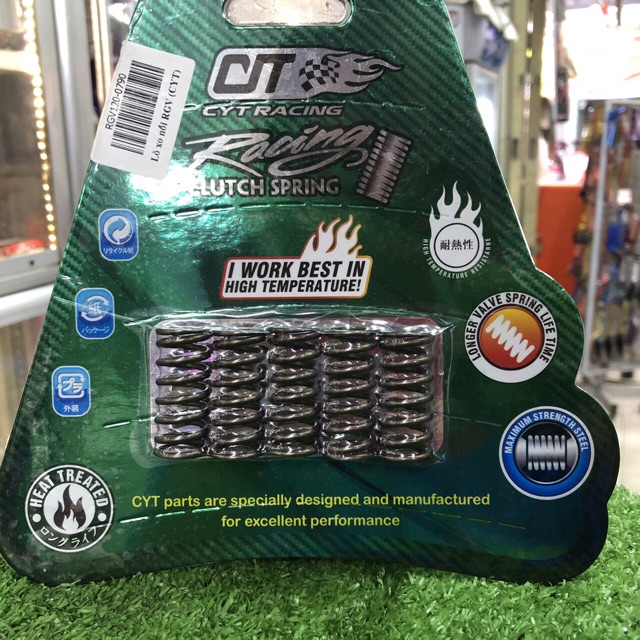 RGV120-0790
Lò xo nồi RGV (CYT)
CYT
CYT RACING
Racing
CLUTCH SPRING
リサイクル紙
紙
パッケージ
プラ
外装
I WORK BEST IN
HIGH TEMPERATURE!
耐熱性
HIGH TEMPERATURE RESISTANCE
LONGER VALVE SPRING LIFE TIME
MAXIMUM STRENGTH STEEL
HEAT TREATED
ロングライフ
CYT parts are specially designed and manufactured
for excellent performance